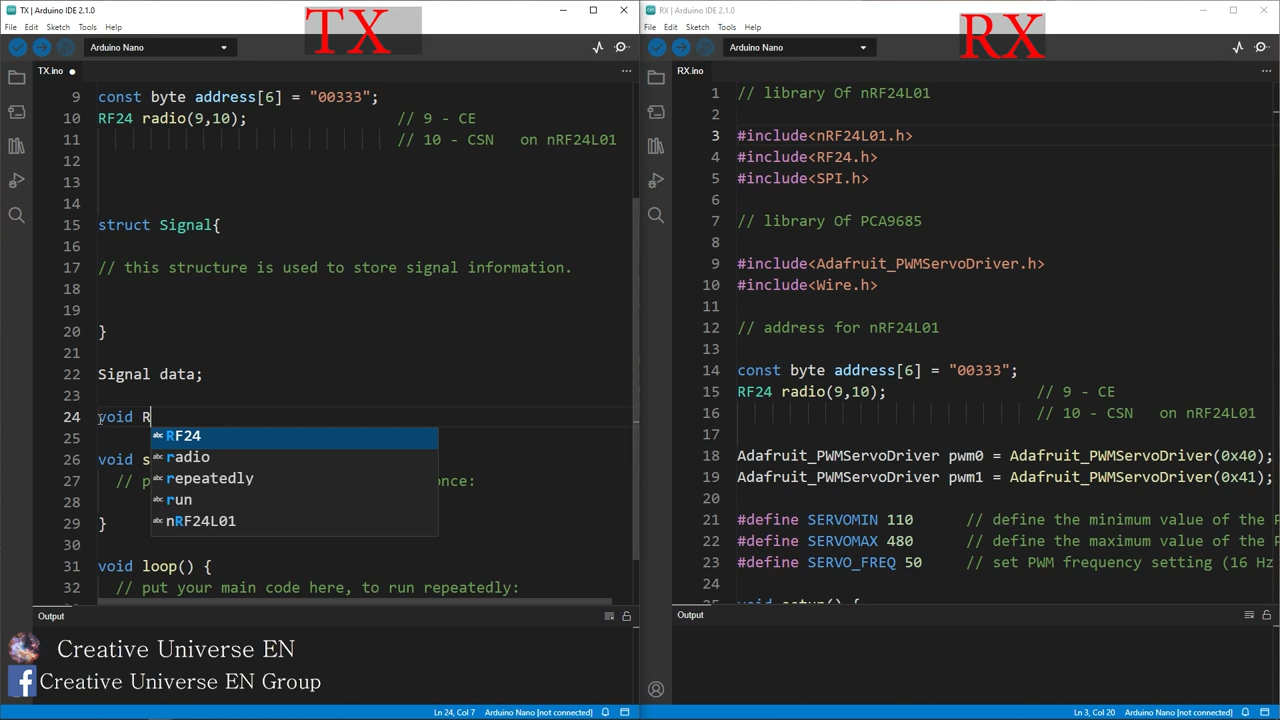 TX | Arduino IDE 2.1.0
TX
File Edit Sketch Tools Help
Arduino Nano
TX.ino
9 const byte address[6] = "00333";
10 RF24 radio(9,10); // 9 - CE
11 // 10 - CSN on nRF24L01
12
13
14
15 struct Signal{
16
17 // this structure is used to store signal information.
18
19
20 }
21
22 Signal data;
23
24 void R
25
abc RF24
abc radio
abc repeatedly
abc run
abc nRF24L01
26 void s
27 // p once:
28
29 }
30
31 void loop() {
32 // put your main code here, to run repeatedly:
Output
Creative Universe EN
Creative Universe EN Group
Ln 24, Col 7 Arduino Nano [not connected]
RX | Arduino IDE 2.1.0
RX
File Edit Sketch Tools Help
Arduino Nano
RX.ino
1 // library Of nRF24L01
2
3 #include<nRF24L01.h>
4 #include<RF24.h>
5 #include<SPI.h>
6
7 // library Of PCA9685
8
9 #include<Adafruit_PWMServoDriver.h>
10 #include<Wire.h>
11
12 // address for nRF24L01
13
14 const byte address[6] = "00333";
15 RF24 radio(9,10); // 9 - CE
16 // 10 - CSN on nRF24L01
17
18 Adafruit_PWMServoDriver pwm0 = Adafruit_PWMServoDriver(0x40);
19 Adafruit_PWMServoDriver pwm1 = Adafruit_PWMServoDriver(0x41);
20
21 #define SERVOMIN 110 // define the minimum value of the P
22 #define SERVOMAX 480 // define the maximum value of the P
23 #define SERVO_FREQ 50 // set PWM frequency setting (16 Hz
24
25 void setup() {
Output
Ln 3, Col 20 Arduino Nano [not connected]